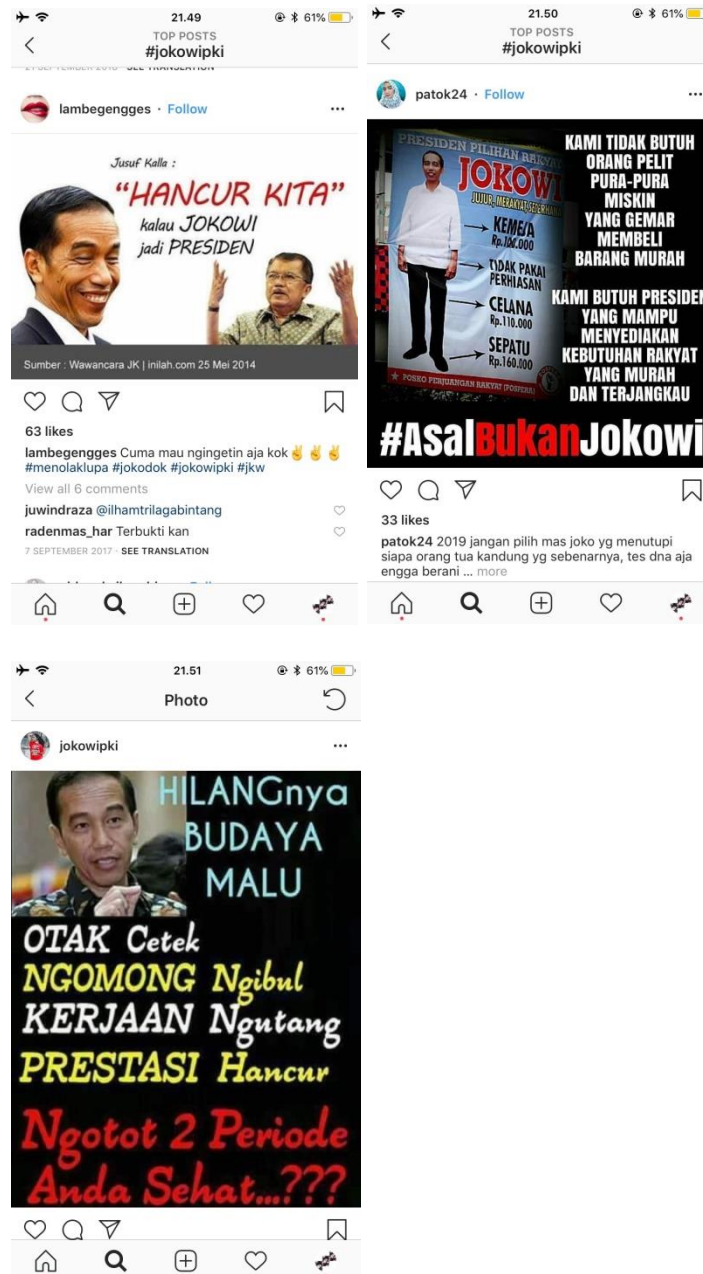 21.49
61%
TOP POSTS
#jokowipki
SEE TRANSLATION
lambegengges · Follow
Jusuf Kalla :
“HANCUR KITA”
kalau JOKOWI
jadi PRESIDEN
Sumber : Wawancara JK | inilah.com 25 Mei 2014
63 likes
lambegengges Cuma mau ngingetin aja kok ✌✌✌
#menolaklupa #jokodok #jokowipki #jkw
View all 6 comments
juwindraza @ilhamtrilagabintang
radenmas_har Terbukti kan
7 SEPTEMBER 2017 · SEE TRANSLATION
21.50
61%
TOP POSTS
#jokowipki
patok24 · Follow
PRESIDEN PILIHAN RAKYAT
JOKOWI
JUJUR, MERAKYAT, SEDERHANA
KEMEJA
Rp.100.000
TIDAK PAKAI
PERHIASAN
CELANA
Rp.110.000
SEPATU
Rp.160.000
POSKO PERJUANGAN RAKYAT (POSPERA)
KAMI TIDAK BUTUH
ORANG PELIT
PURA-PURA
MISKIN
YANG GEMAR
MEMBELI
BARANG MURAH
KAMI BUTUH PRESIDEN
YANG MAMPU
MENYEDIAKAN
KEBUTUHAN RAKYAT
YANG MURAH
DAN TERJANGKAU
#AsalBukanJokowi
33 likes
patok24 2019 jangan pilih mas joko yg menutupi
siapa orang tua kandung yg sebenarnya, tes dna aja
engga berani ... more
21.51
61%
Photo
jokowipki
HILANGnya
BUDAYA
MALU
OTAK Cetek
NGOMONG Ngibul
KERJAAN Ngutang
PRESTASI Hancur
Ngotot 2 Periode
Anda Sehat...???